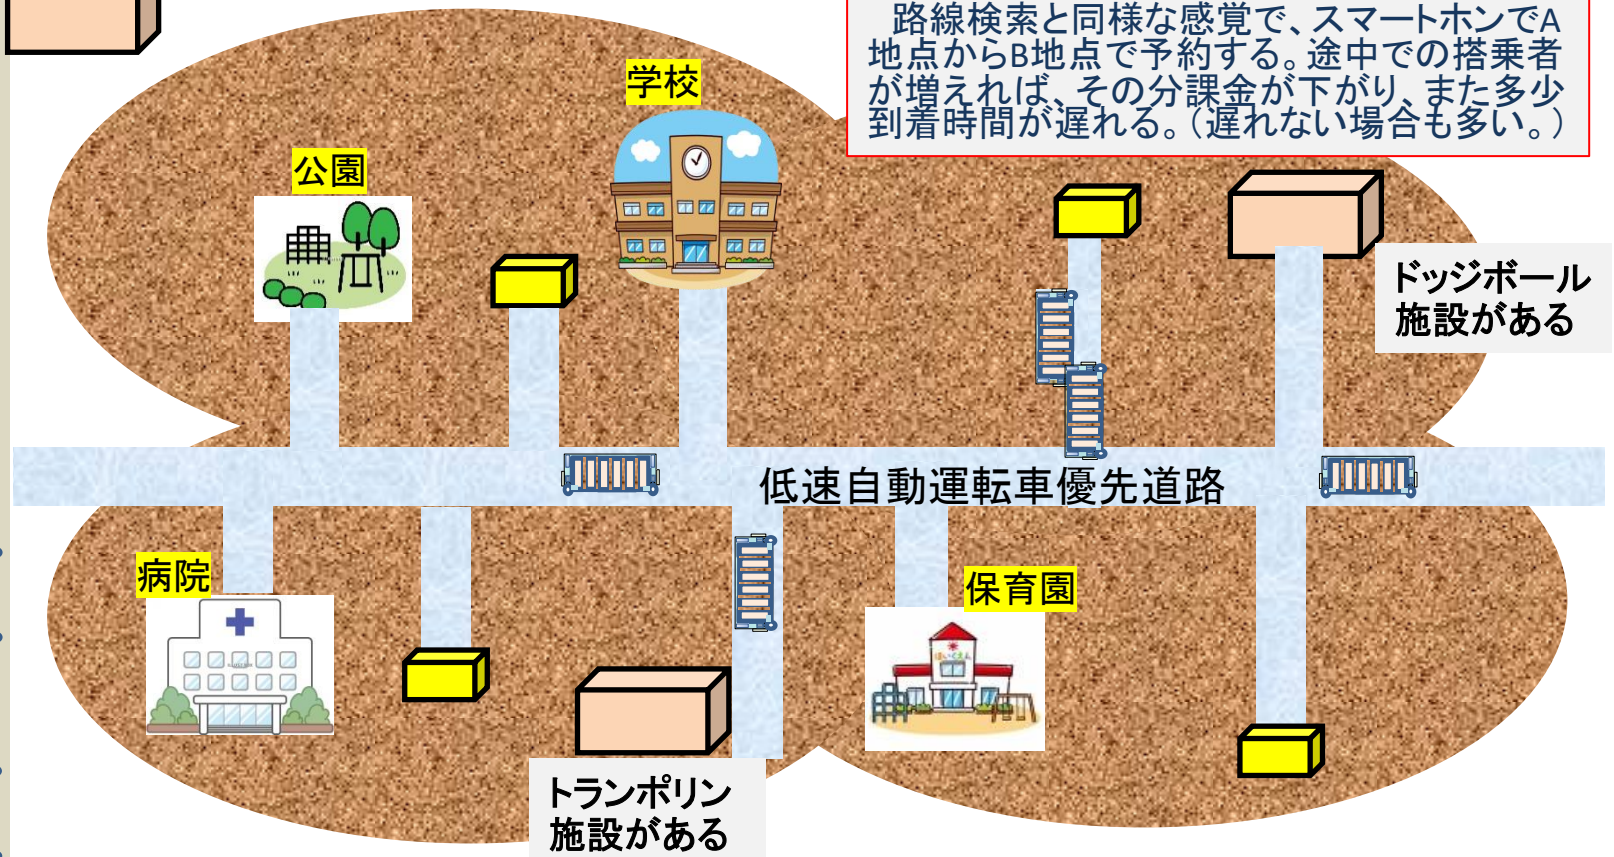 路線検索と同様な感覚で、スマートホンでA
地点からB地点で予約する。途中での搭乗者
が増えれば、その分課金が下がり、また多少
到着時間が遅れる。（遅れない場合も多い。）
学校
公園
ドッジボール
施設がある
低速自動運転車優先道路
病院
保育園
ほいくえん
トランポリン
施設がある